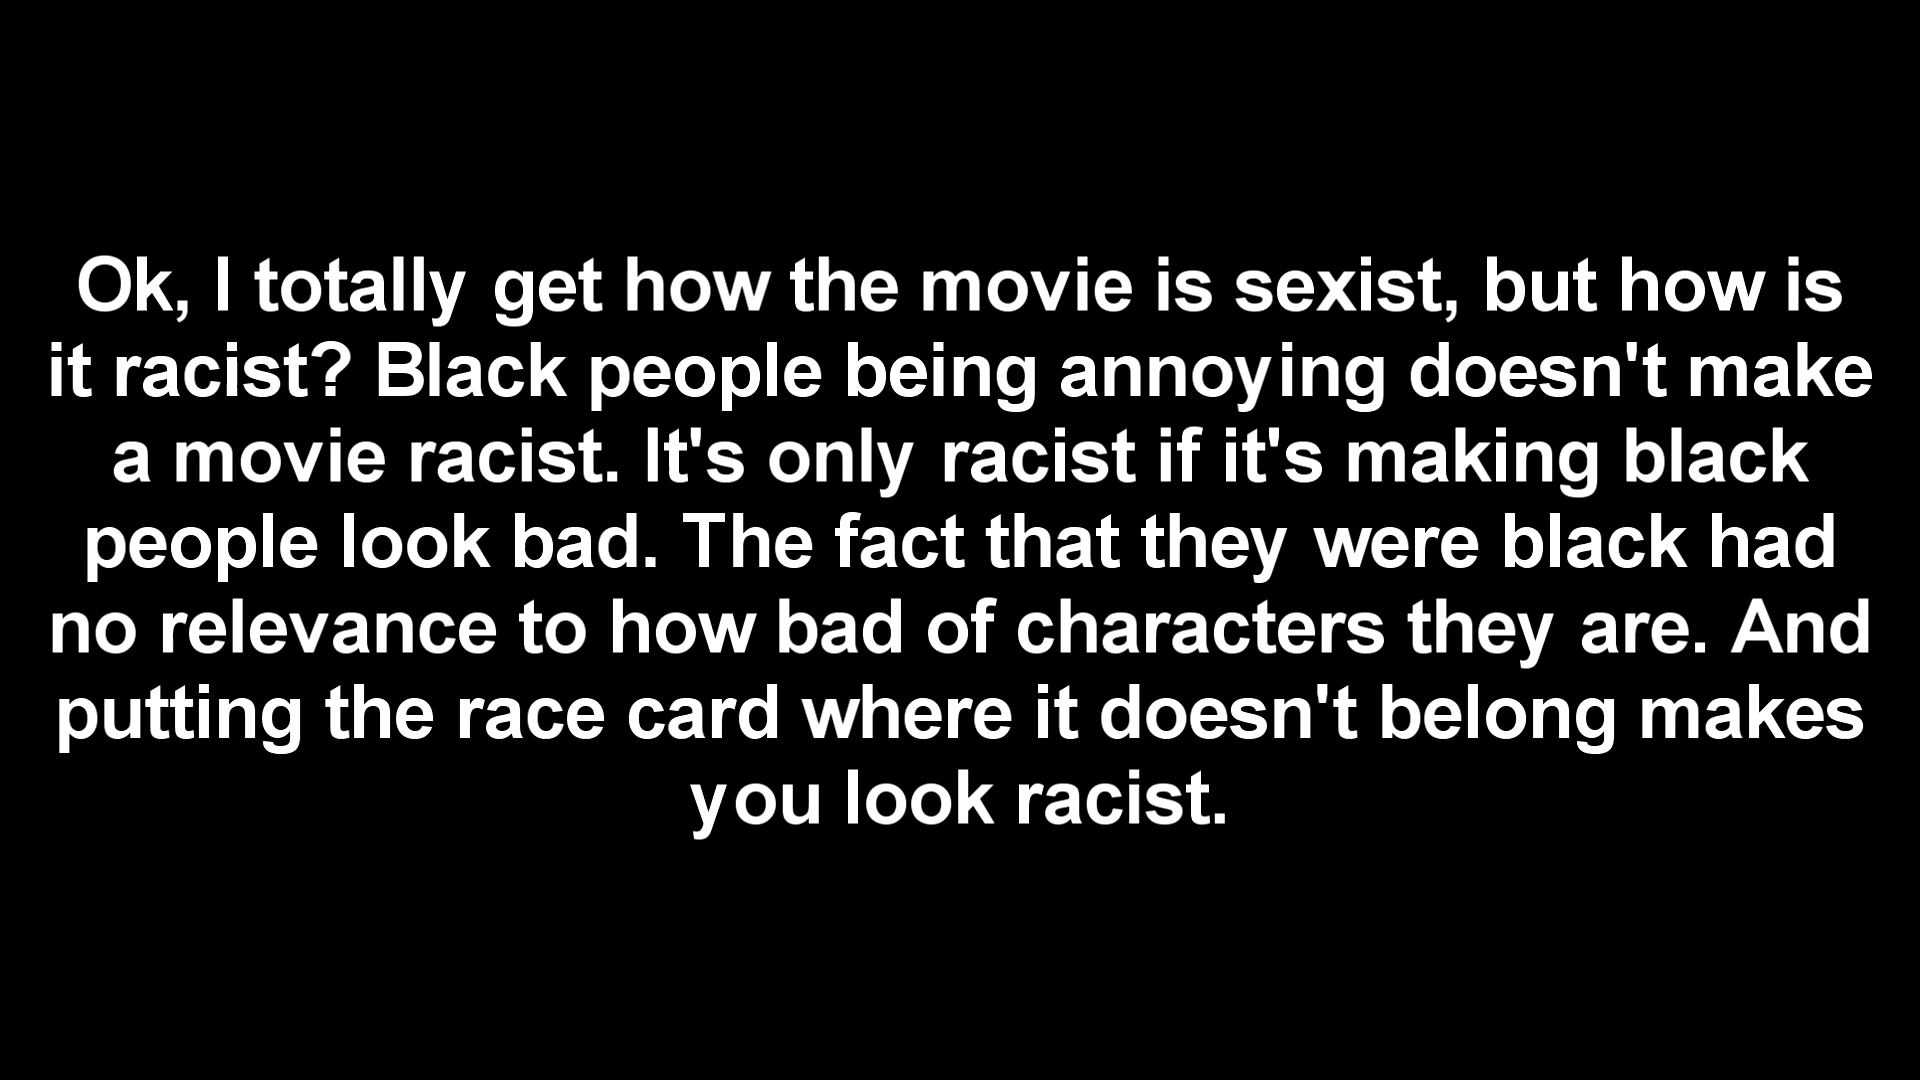 Ok, I totally get how the movie is sexist, but how is
it racist? Black people being annoying doesn't make
a movie racist. It's only racist if it's making black
people look bad. The fact that they were black had
no relevance to how bad of characters they are. And
putting the race card where it doesn't belong makes
you look racist.